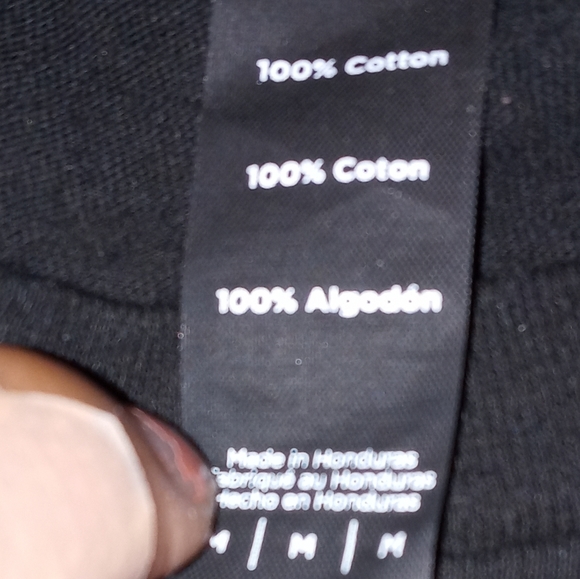 100% Cotton
100% Coton
100% Algodón
Made in Honduras
Fabriqué au Honduras
Hecho en Honduras
M / M / M